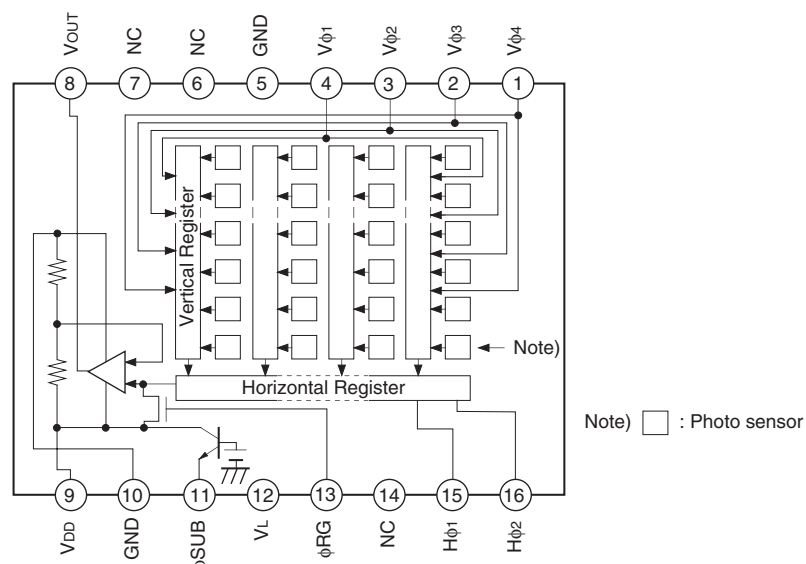 VOUT NC NC GND Vϕ1 Vϕ2 Vϕ3 Vϕ4
8 7 6 5 4 3 2 1
Vertical Register
Note)
Horizontal Register
Note) : Photo sensor
9 10 11 12 13 14 15 16
VDD GND ϕSUB VL ϕRG NC Hϕ1 Hϕ2